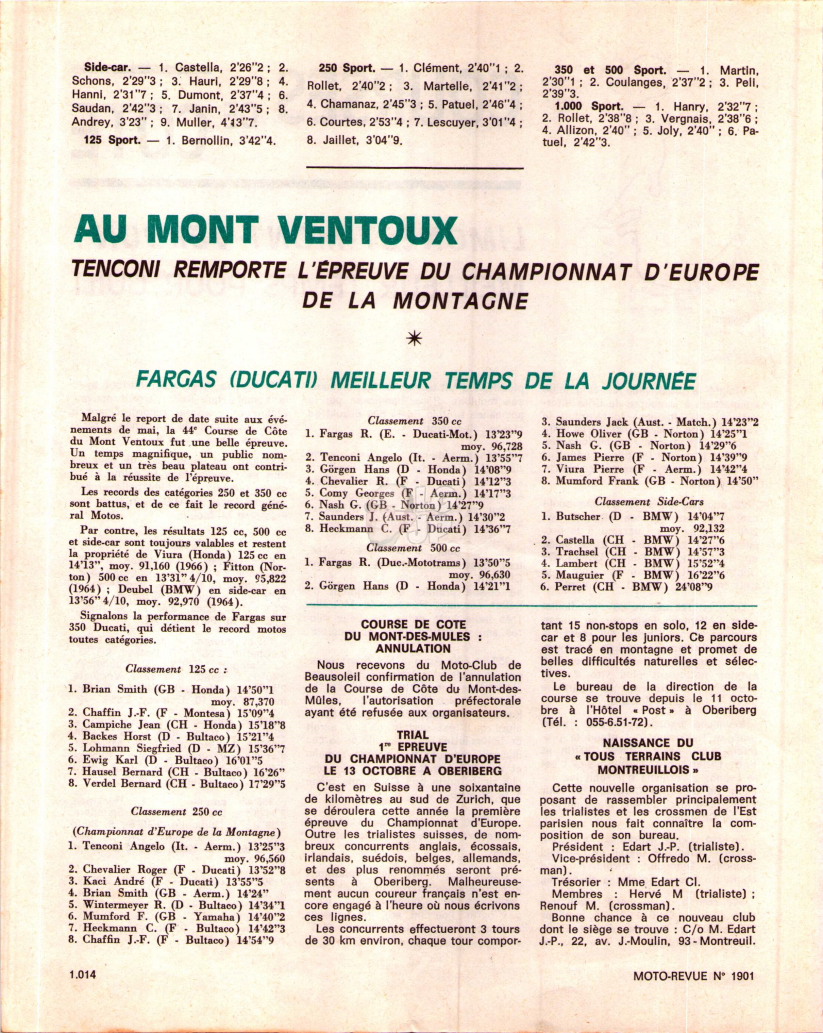 Side-car. — 1. Castella, 2'26"2 ; 2.
Schons, 2'29"3 ; 3. Hauri, 2'29"8 ; 4.
Hanni, 2'31"7 ; 5. Dumont, 2'37"4 ; 6.
Saudan, 2'42"3 ; 7. Janin, 2'43"5 ; 8.
Andrey, 3'23" ; 9. Muller, 4'13"7.
125 Sport. — 1. Bernollin, 3'42"4.
250 Sport. — 1. Clément, 2'40"1 ; 2.
Rollet, 2'40"2 ; 3. Martelle, 2'41"2 ;
4. Chamanaz, 2'45"3 ; 5. Patuel, 2'46"4 ;
6. Courtes, 2'53"4 ; 7. Lescuyer, 3'01"4 ;
8. Jaillet, 3'04"9.
350 et 500 Sport. — 1. Martin,
2'30"1 ; 2. Coulanges, 2'37"2 ; 3. Peli,
2'39"3.
1.000 Sport. — 1. Hanry, 2'32"7 ;
2. Rollet, 2'38"8 ; 3. Vergnais, 2'38"6 ;
4. Allizon, 2'40" ; 5. Joly, 2'40" ; 6. Pa-
tuel, 2'42"3.
AU MONT VENTOUX
TENCONI REMPORTE L'ÉPREUVE DU CHAMPIONNAT D'EUROPE
DE LA MONTAGNE
FARGAS (DUCATI) MEILLEUR TEMPS DE LA JOURNÉE
Malgré le report de date suite aux évé-
nements de mai, la 44e Course de Côte
du Mont Ventoux fut une belle épreuve.
Un temps magnifique, un public nom-
breux et un très beau plateau ont contri-
bué à la réussite de l'épreuve.
Les records des catégories 250 et 350 cc
sont battus, et de ce fait le record géné-
ral Motos.
Par contre, les résultats 125 cc, 500 cc
et side-car sont toujours valables et restent
la propriété de Viura (Honda) 125 cc en
14'13", moy. 91,160 (1966) ; Fitton (Nor-
ton) 500 cc en 13'31" 4/10, moy. 95,822
(1964) ; Deubel (BMW) en side-car en
13'56" 4/10, moy. 92,970 (1964).
Signalons la performance de Fargas sur
350 Ducati, qui détient le record motos
toutes catégories.
Classement 125 cc :
1. Brian Smith (GB - Honda) 14'50"1
moy. 87,370
2. Chaffin J.-F. (F - Montesa) 15'09"4
3. Campiche Jean (CH - Honda) 15'18"8
4. Backes Horst (D - Bultaco) 15'21"4
5. Lohmann Siegfried (D - MZ) 15'36"7
6. Ewig Karl (D - Bultaco) 16'01"5
7. Hausel Bernard (CH - Bultaco) 16'26"
8. Verdel Bernard (CH - Bultaco) 17'29"5
Classement 250 cc
(Championnat d'Europe de la Montagne)
1. Tenconi Angelo (It. - Aerm.) 13'25"3
moy. 96,560
2. Chevalier Roger (F - Ducati) 13'52"8
3. Kaci André (F - Ducati) 13'55"5
4. Brian Smith (GB - Aerm.) 14'24"
5. Wintermeyer R. (D - Bultaco) 14'34"1
6. Mumford F. (GB - Yamaha) 14'40"2
7. Heckmann C. (F - Bultaco) 14'42"3
8. Chaffin J.-F. (F - Bultaco) 14'54"9
Classement 350 cc
1. Fargas R. (E. - Ducati-Mot.) 13'23"9
moy. 96,728
2. Tenconi Angelo (It. - Aerm.) 13'55"7
3. Görgen Hans (D - Honda) 14'08"9
4. Chevalier R. (F - Ducati) 14'12"3
5. Comy Georges (F - Aerm.) 14'17"3
6. Nash G. (GB - Norton) 14'27"9
7. Saunders J. (Aust. - Aerm.) 14'30"2
8. Heckmann C. (F - Ducati) 14'36"7
Classement 500 cc
1. Fargas R. (Duc.-Mototrams) 13'50"5
moy. 96,630
2. Görgen Hans (D - Honda) 14'21"1
3. Saunders Jack (Aust. - Match.) 14'23"2
4. Howe Oliver (GB - Norton) 14'25"1
5. Nash G. (GB - Norton) 14'29"6
6. James Pierre (F - Norton) 14'39"9
7. Viura Pierre (F - Aerm.) 14'42"4
8. Mumford Frank (GB - Norton) 14'50"
Classement Side-Cars
1. Butscher (D - BMW) 14'04"7
moy. 92,132
2. Castella (CH - BMW) 14'27"6
3. Trachsel (CH - BMW) 14'57"3
4. Lambert (CH - BMW) 15'52"4
5. Mauguier (F - BMW) 16'22"6
6. Perret (CH - BMW) 24'08"9
COURSE DE COTE
DU MONT-DES-MULES :
ANNULATION
Nous recevons du Moto-Club de
Beausoleil confirmation de l'annulation
de la Course de Côte du Mont-des-
Mûles, l'autorisation préfectorale
ayant été refusée aux organisateurs.
TRIAL
1re EPREUVE
DU CHAMPIONNAT D'EUROPE
LE 13 OCTOBRE A OBERIBERG
C'est en Suisse à une soixantaine
de kilomètres au sud de Zurich, que
se déroulera cette année la première
épreuve du Championnat d'Europe.
Outre les trialistes suisses, de nom-
breux concurrents anglais, écossais,
irlandais, suédois, belges, allemands,
et des plus renommés seront pré-
sents à Oberiberg. Malheureuse-
ment aucun coureur français n'est en-
core engagé à l'heure où nous écrivons
ces lignes.
Les concurrents effectueront 3 tours
de 30 km environ, chaque tour compor-
tant 15 non-stops en solo, 12 en side-
car et 8 pour les juniors. Ce parcours
est tracé en montagne et promet de
belles difficultés naturelles et sélec-
tives.
Le bureau de la direction de la
course se trouve depuis le 11 octo-
bre à l'Hôtel « Post » à Oberiberg
(Tél. : 055-6.51-72).
NAISSANCE DU
« TOUS TERRAINS CLUB
MONTREUILLOIS »
Cette nouvelle organisation se pro-
posant de rassembler principalement
les trialistes et les crossmen de l'Est
parisien nous fait connaître la com-
position de son bureau.
Président : Edart J.-P. (trialiste).
Vice-président : Offredo M. (cross-
man).
Trésorier : Mme Edart Cl.
Membres : Hervé M (trialiste) ;
Renouf M. (crossman).
Bonne chance à ce nouveau club
dont le siège se trouve : C/o M. Edart
J.-P., 22, av. J.-Moulin, 93 - Montreuil.
1.014
MOTO-REVUE N° 1901